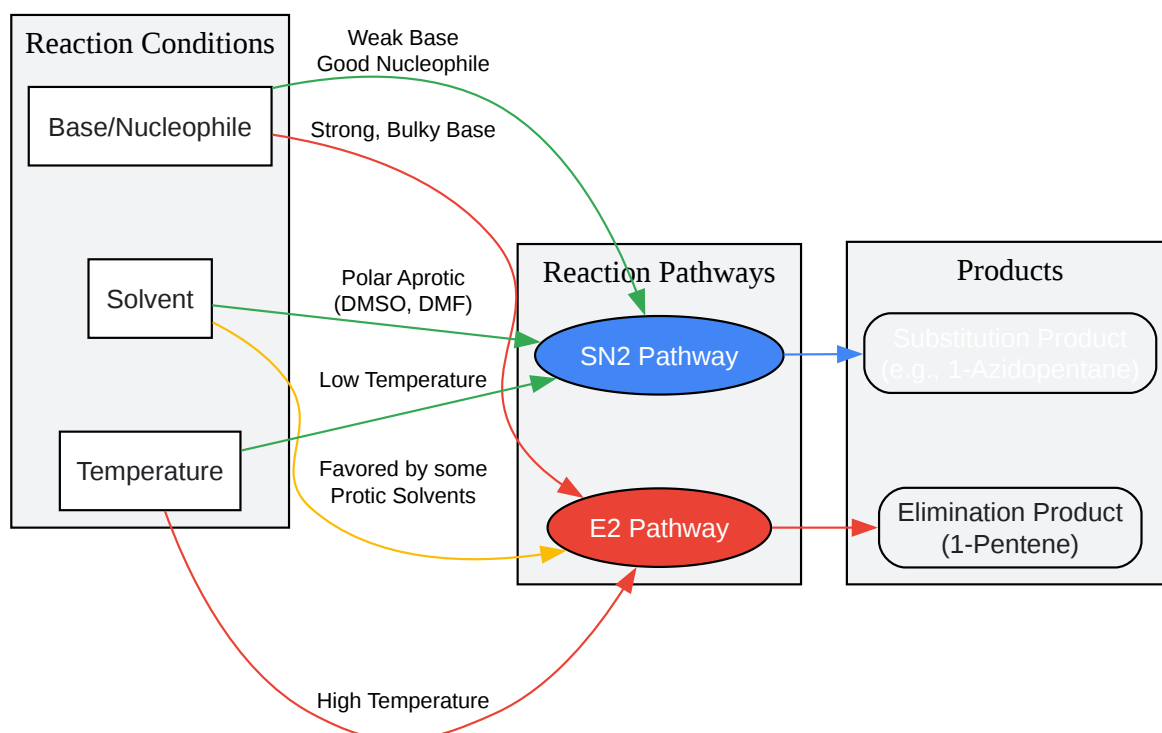 Reaction Conditions
Base/Nucleophile
Solvent
Temperature
Weak Base
Good Nucleophile
Strong, Bulky Base
Polar Aprotic
(DMSO, DMF)
Low Temperature
Favored by some
Protic Solvents
High Temperature
Reaction Pathways
SN2 Pathway
E2 Pathway
Products
Substitution Product
(e.g., 1-Azidopentane)
Elimination Product
(1-Pentene)